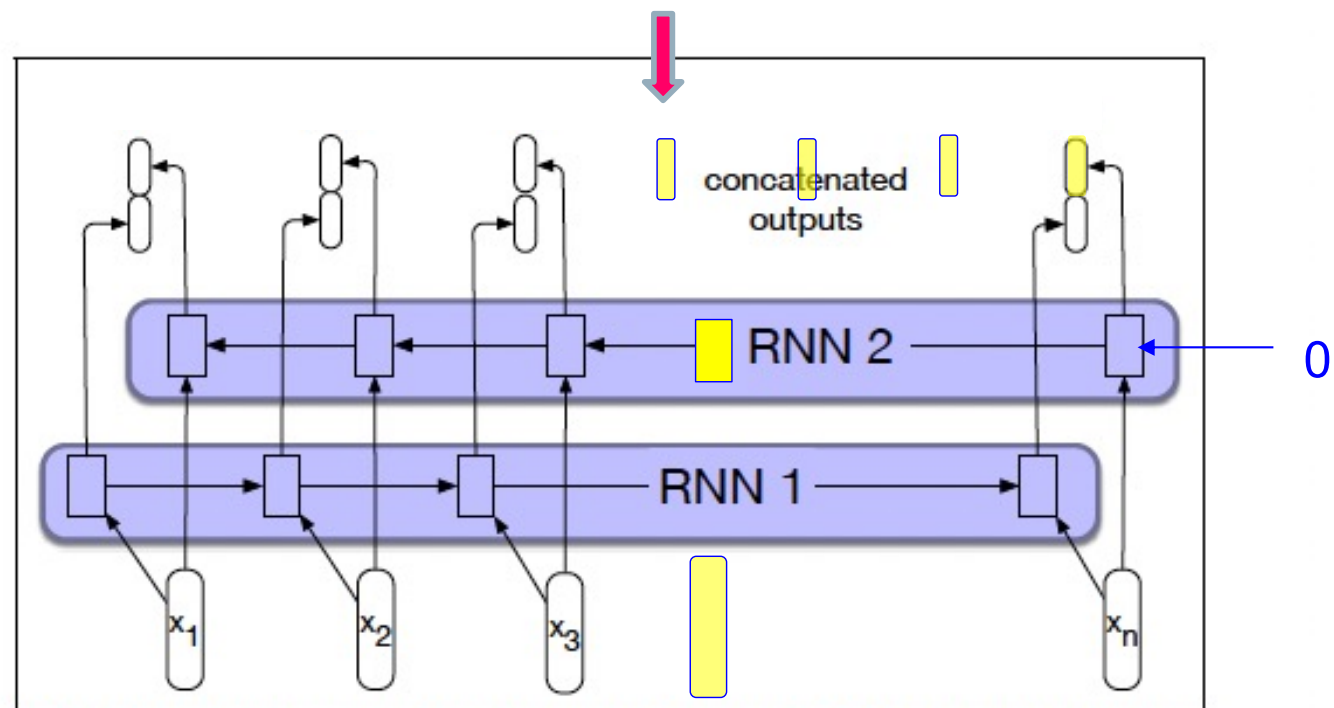 concatenated
outputs
RNN 2
0
RNN 1
x1
x2
x3
xn